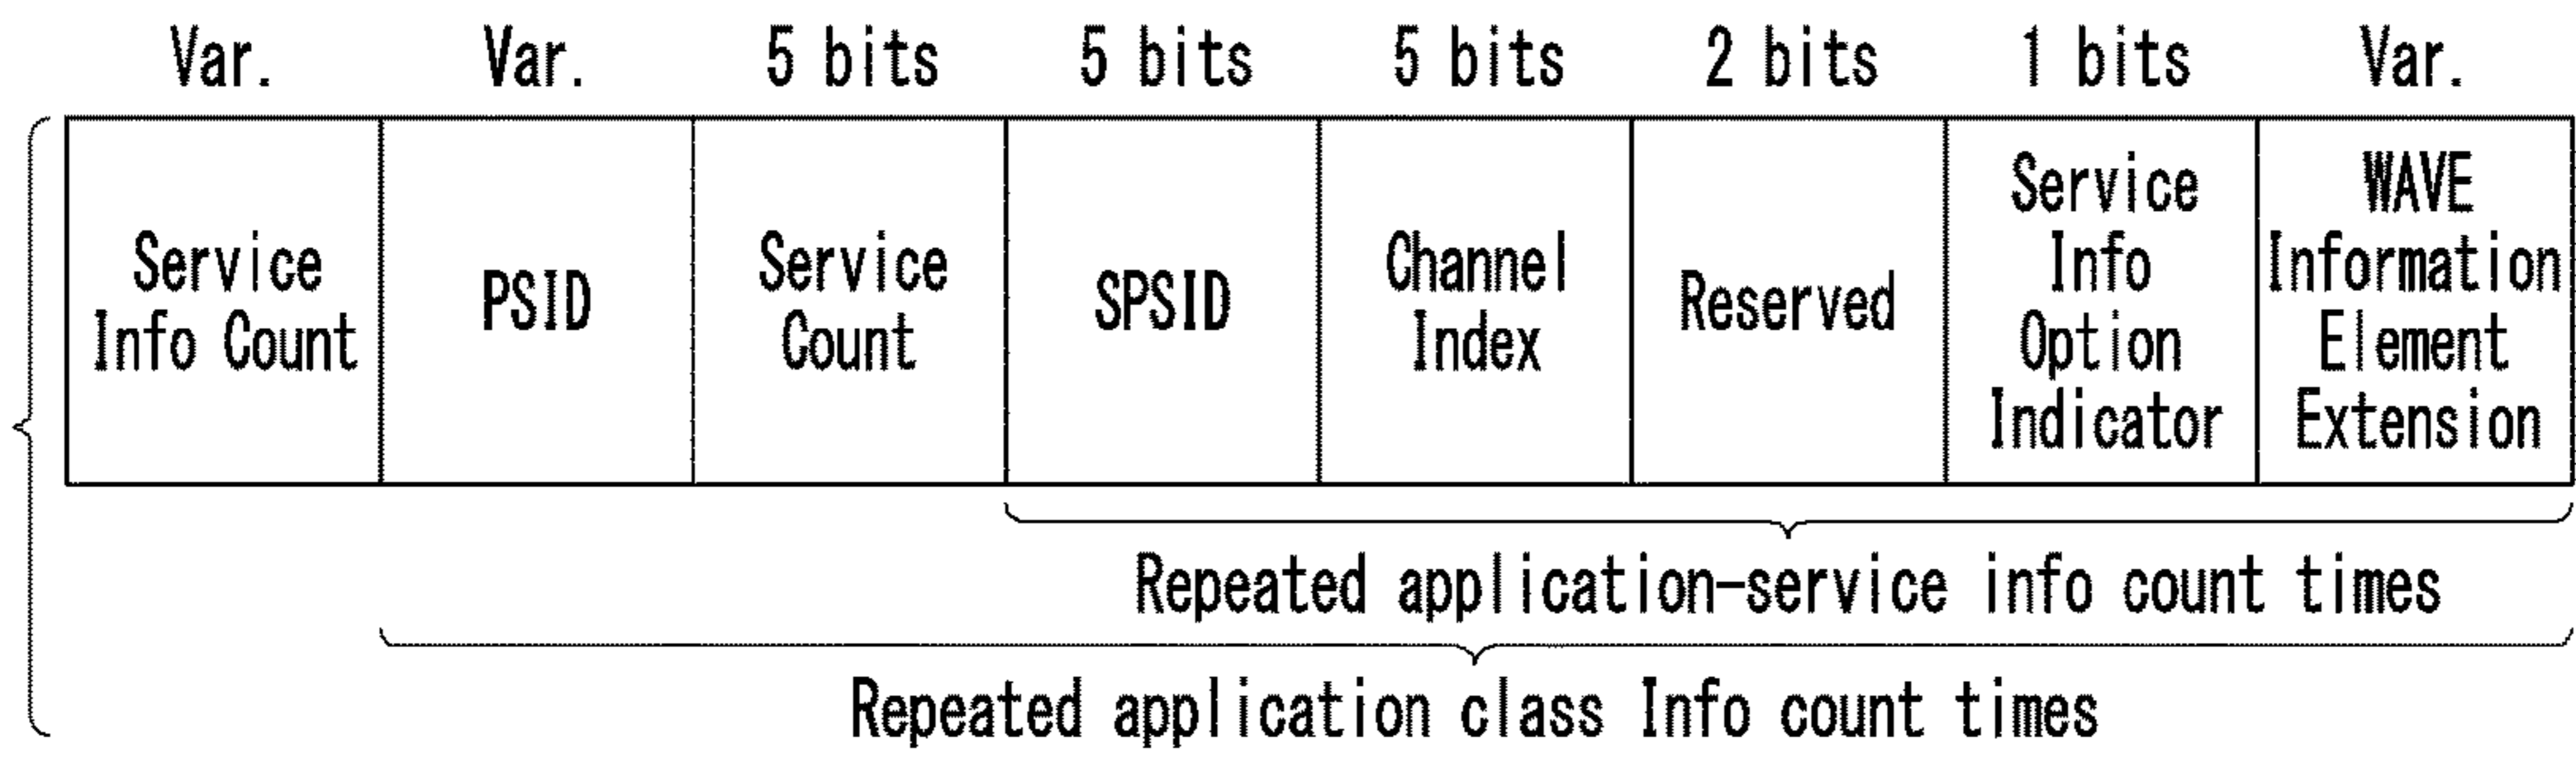 Var. Var. 5 bits 5 bits 5 bits 2 bits 1 bits Var.
Service
Info Count
PSID
Service
Count
SPSID
Channel
Index
Reserved
Service
Info
Option
Indicator
WAVE
Information
Element
Extension
Repeated application-service info count times
Repeated application class Info count times